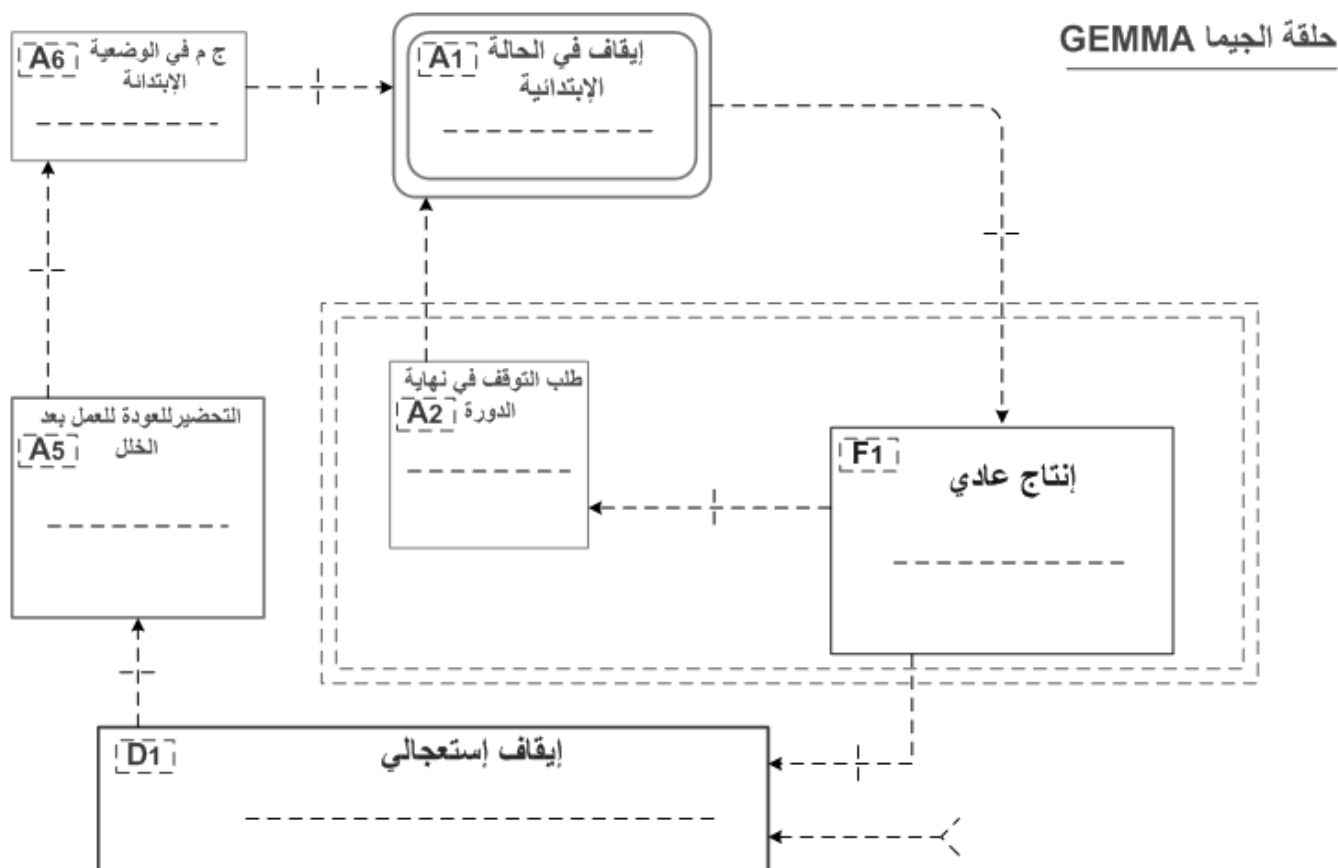 حلقة الجيما GEMMA
A6 ج م في الوضعية
الإبتدائة
A1 إيقاف في الحالة
الإبتدائية
طلب التوقف في نهاية
A2 الدورة
التحضيرللعودة للعمل بعد
A5 الخلل
F1
إنتاج عادي
D1 إيقاف إستعجالي